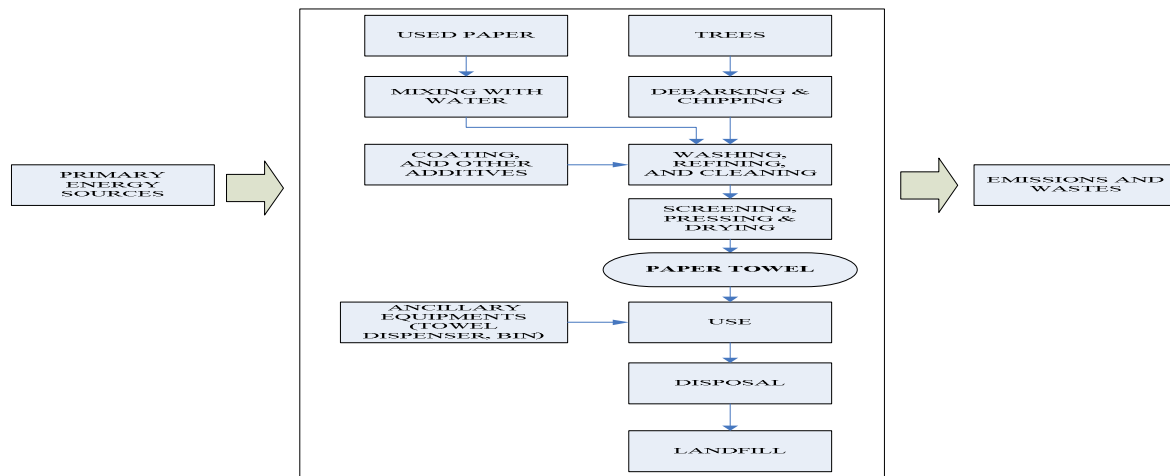 USED PAPER
TREES
MIXING WITH
WATER
DEBARKING &
CHIPPING
COATING,
AND OTHER
ADDITIVES
WASHING,
REFINING,
AND CLEANING
PRIMARY
ENERGY
SOURCES
EMISSIONS AND
WASTES
SCREENING,
PRESSING &
DRYING
PAPER TOWEL
ANCILLARY
EQUIPMENTS
(TOWEL
DISPENSER, BIN)
USE
DISPOSAL
LANDFILL